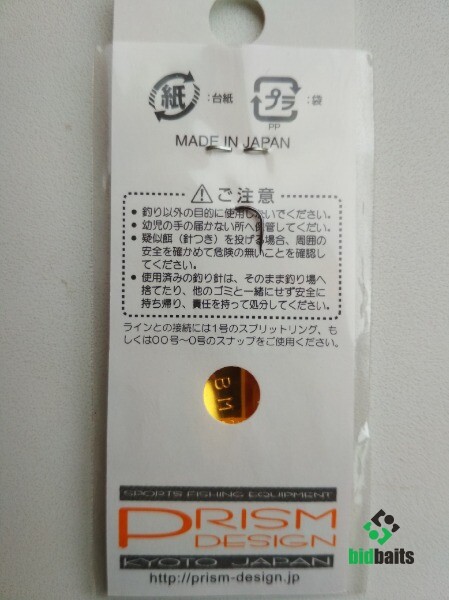 紙 :台紙 プラ :袋
PP
MADE IN JAPAN
ご注意
● 釣り以外の目的に使用しないでください。
● 幼児の手の届かない所へ保管してくだい。
● 疑似餌（針つき）を投げる場合、周囲の
安全を確かめて危険の無いことを確認し
てください。
● 使用済みの釣り針は、そのまま釣り場へ
捨てたり、他のゴミと一緒にせず安全に
持ち帰り、責任を持って処分してください。
ラインとの接続には1号のスプリットリング、も
しくは00号〜0号のスナップをご使用ください。
SPORTS FISHING EQUIPMENT
PRISM
DESIGN
KYOTO JAPAN
http://prism-design.jp
bidbaits